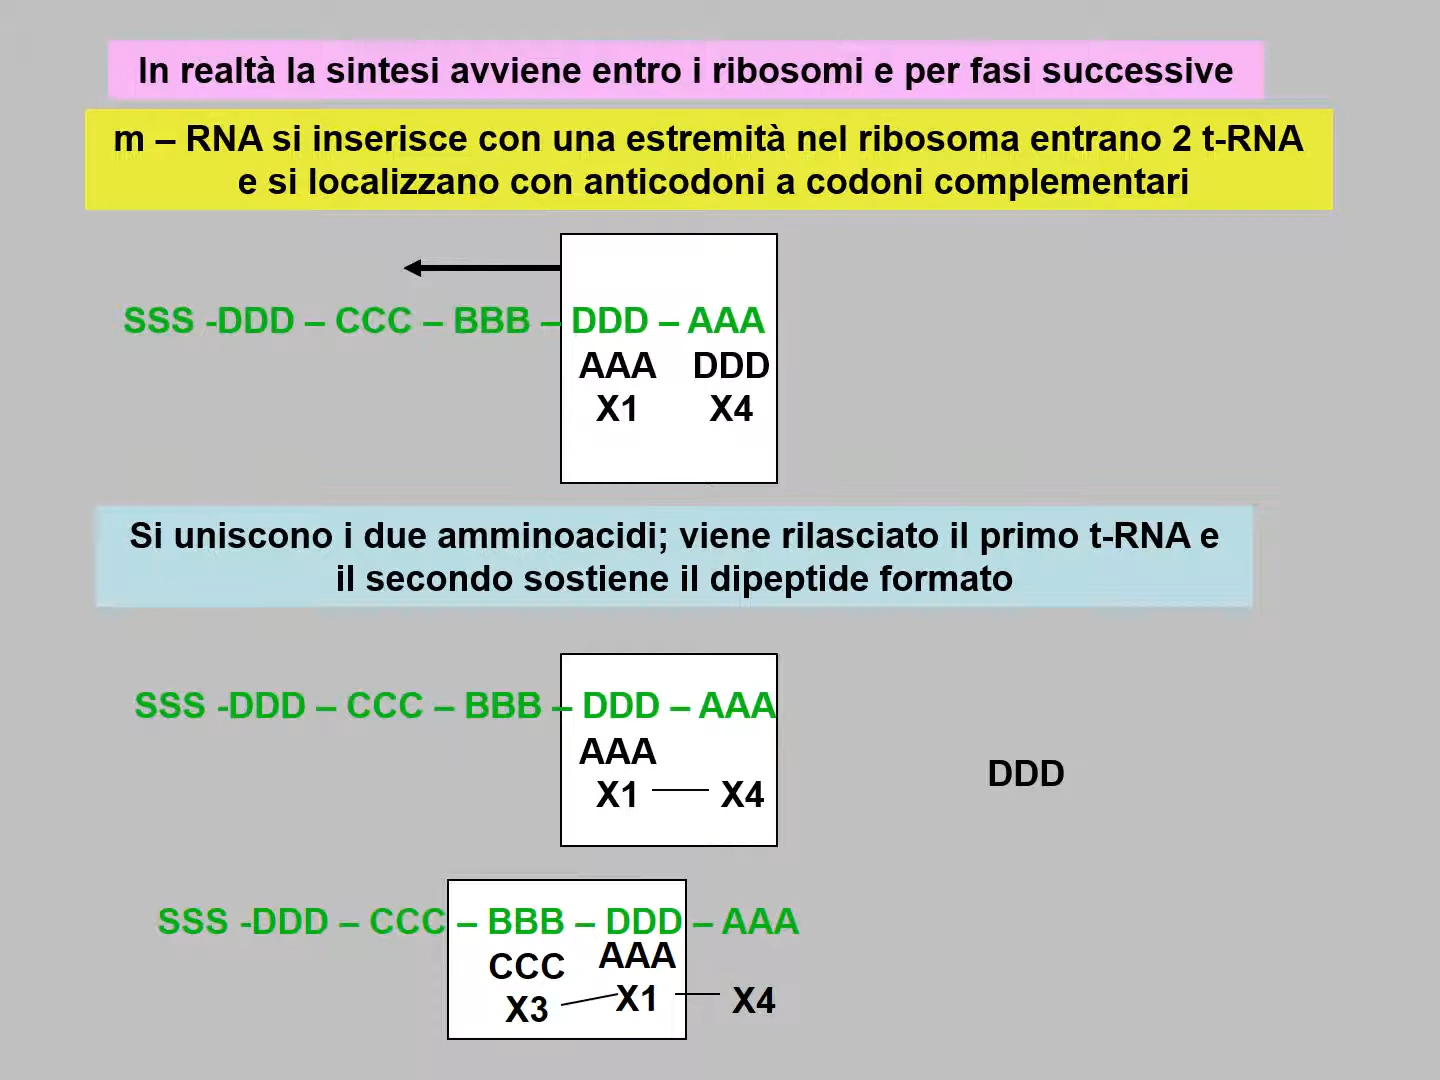 In realtà la sintesi avviene entro i ribosomi e per fasi successive
m – RNA si inserisce con una estremità nel ribosoma entrano 2 t-RNA
e si localizzano con anticodoni a codoni complementari
SSS -DDD – CCC – BBB – DDD – AAA
AAA DDD
X1 X4
Si uniscono i due amminoacidi; viene rilasciato il primo t-RNA e
il secondo sostiene il dipeptide formato
SSS -DDD – CCC – BBB – DDD – AAA
AAA
DDD
X1 X4
SSS -DDD – CCC – BBB – DDD – AAA
CCC AAA
X3 X1 X4